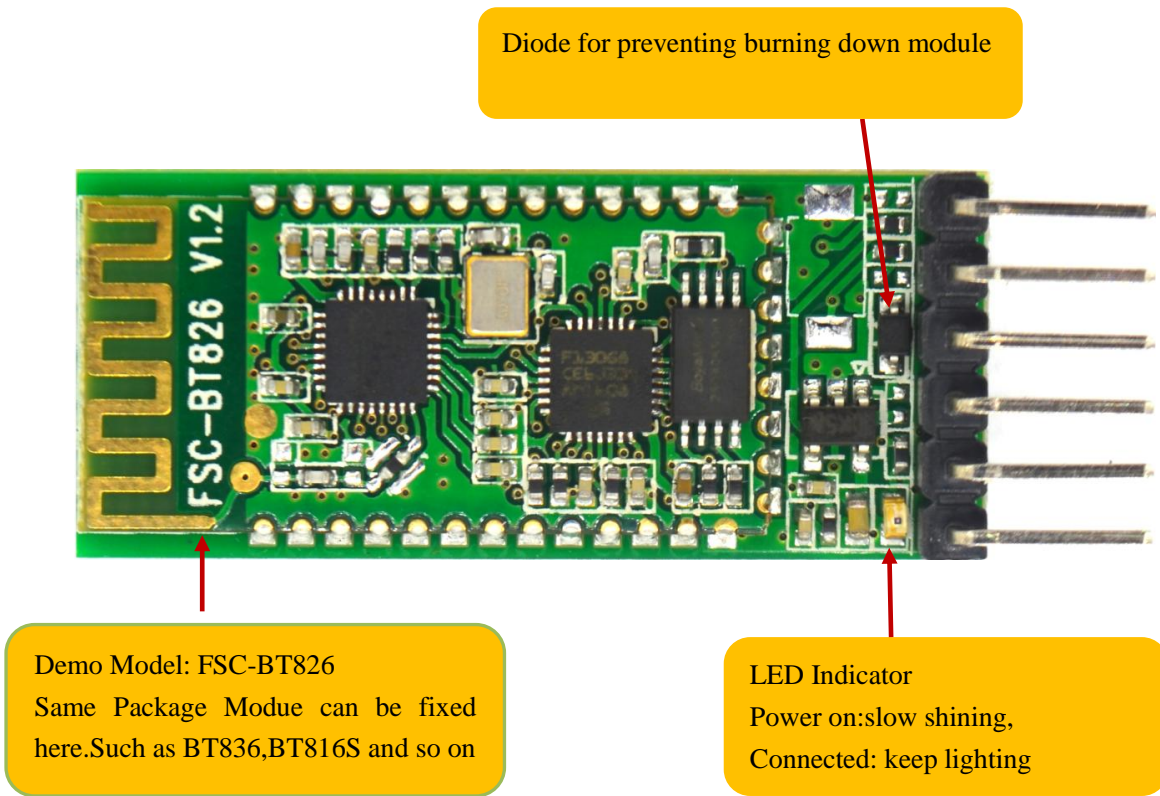 Diode for preventing burning down module
FSC-BT826 V1.2
Demo Model: FSC-BT826
Same Package Modue can be fixed
here.Such as BT836,BT816S and so on
LED Indicator
Power on:slow shining,
Connected: keep lighting